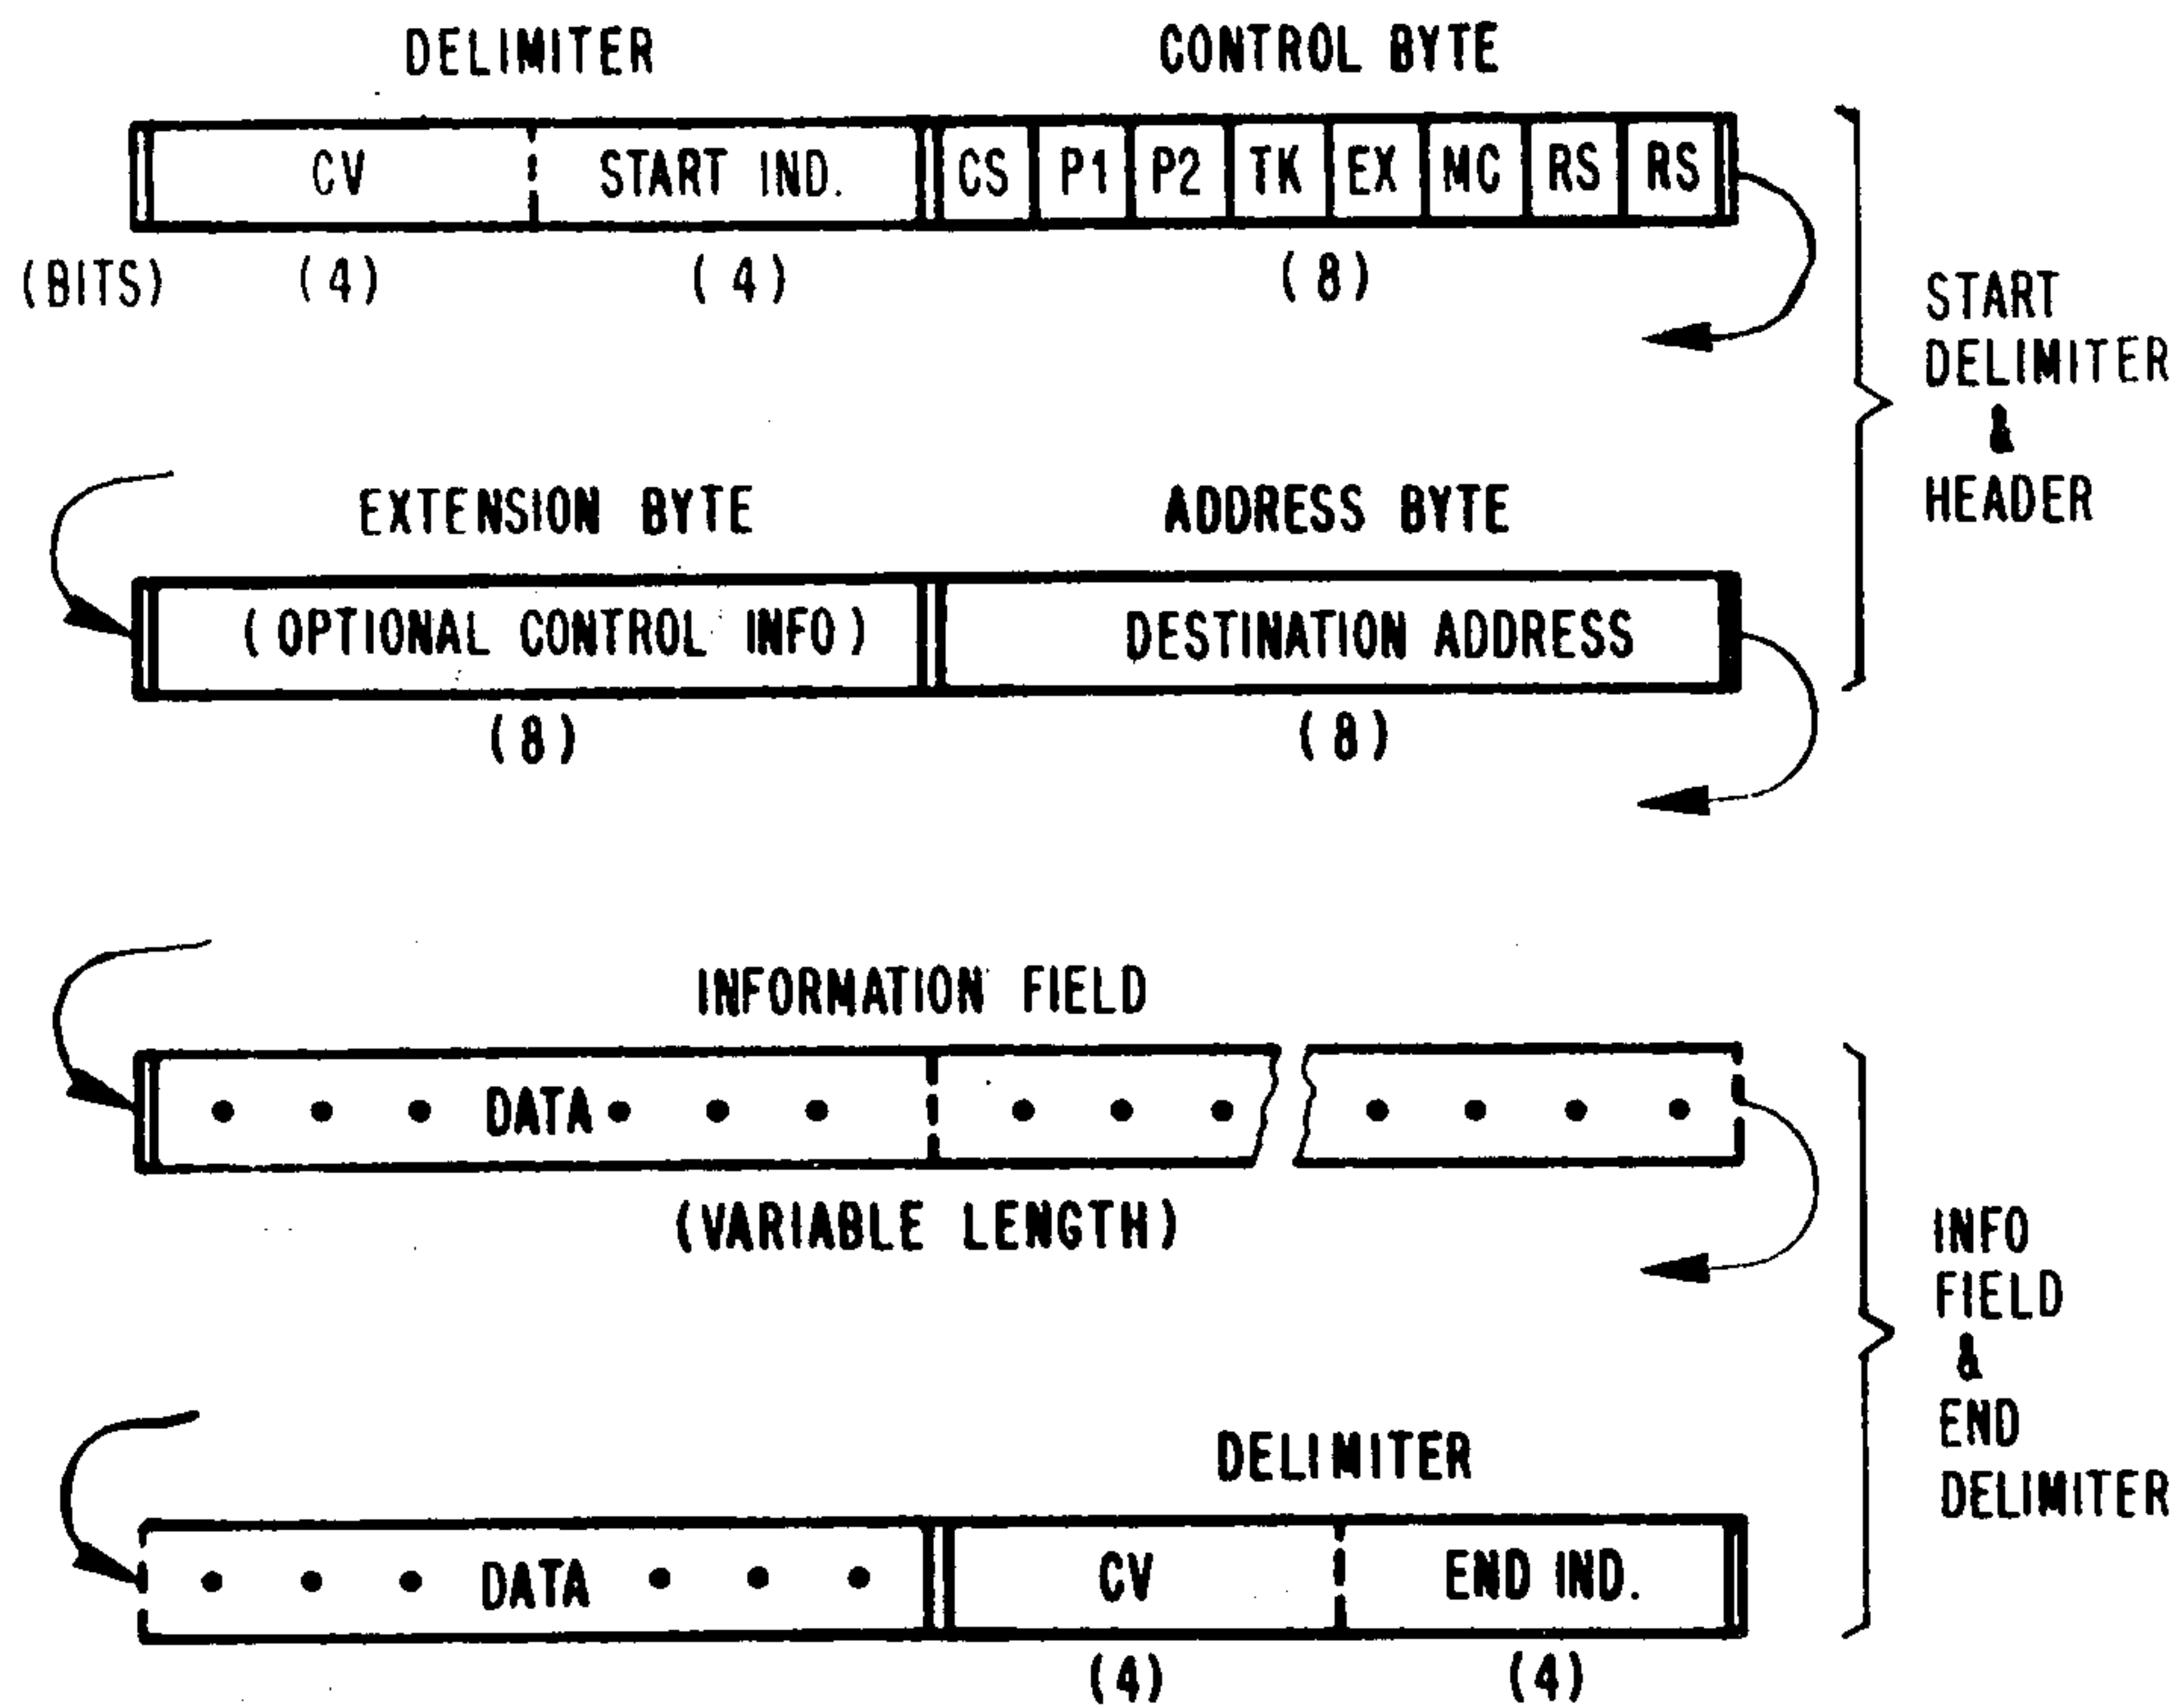 DELIMITER CONTROL BYTE
CV START IND. CS P1 P2 TK EX MC RS RS
(BITS) (4) (4) (8)
START
DELIMITER
&
HEADER
EXTENSION BYTE ADDRESS BYTE
(OPTIONAL CONTROL INFO) DESTINATION ADDRESS
(8) (8)
INFORMATION FIELD
DATA
(VARIABLE LENGTH)
INFO
FIELD
&
END
DELIMITER
DELIMITER
DATA CV END IND.
(4) (4)